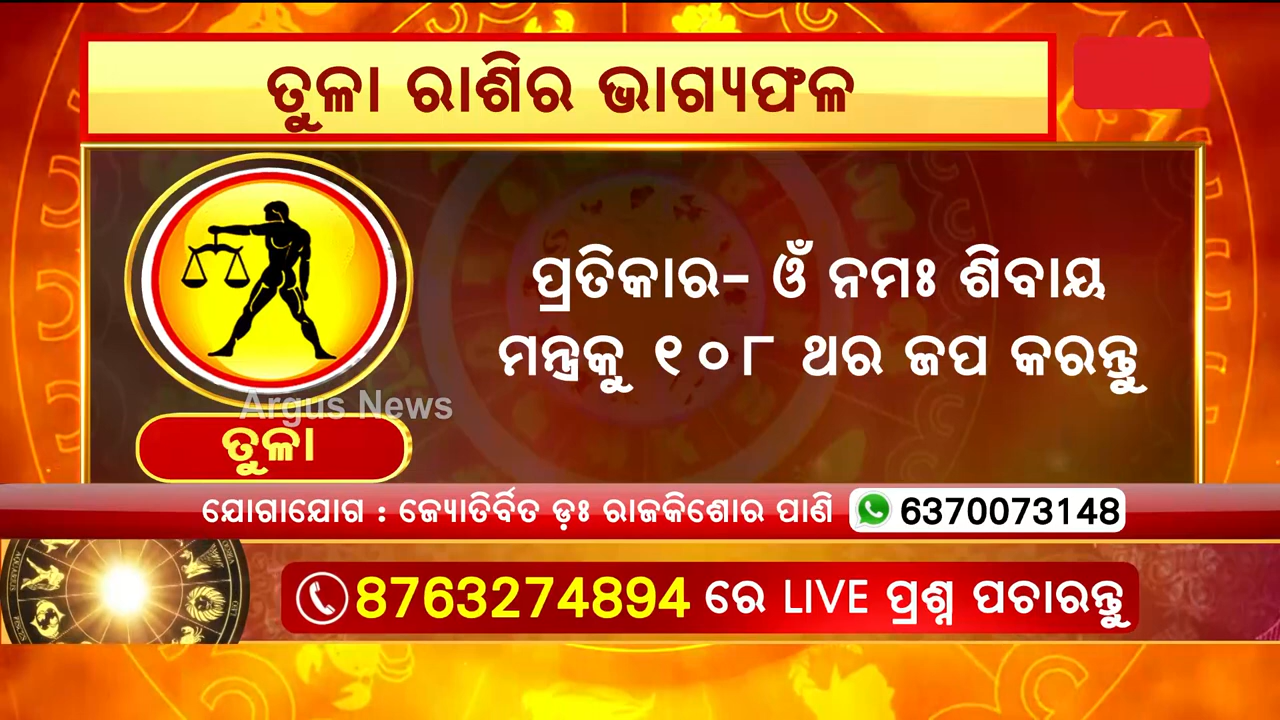 ତୁଳା ରାଶିର ଭାଗ୍ୟଫଳ
ପ୍ରତିକାର- ଓଁ ନମଃ ଶିବାୟ
ମନ୍ତ୍ରକୁ ୧୦୮ ଥର ଜପ କରନ୍ତୁ
Argus News
ତୁଳା
ଯୋଗାଯୋଗ : ଜ୍ୟୋତିର୍ବିତ ଡ଼ଃ ରାଜକିଶୋର ପାଣି 6370073148
8763274894 ରେ LIVE ପ୍ରଶ୍ନ ପଚାରନ୍ତୁ